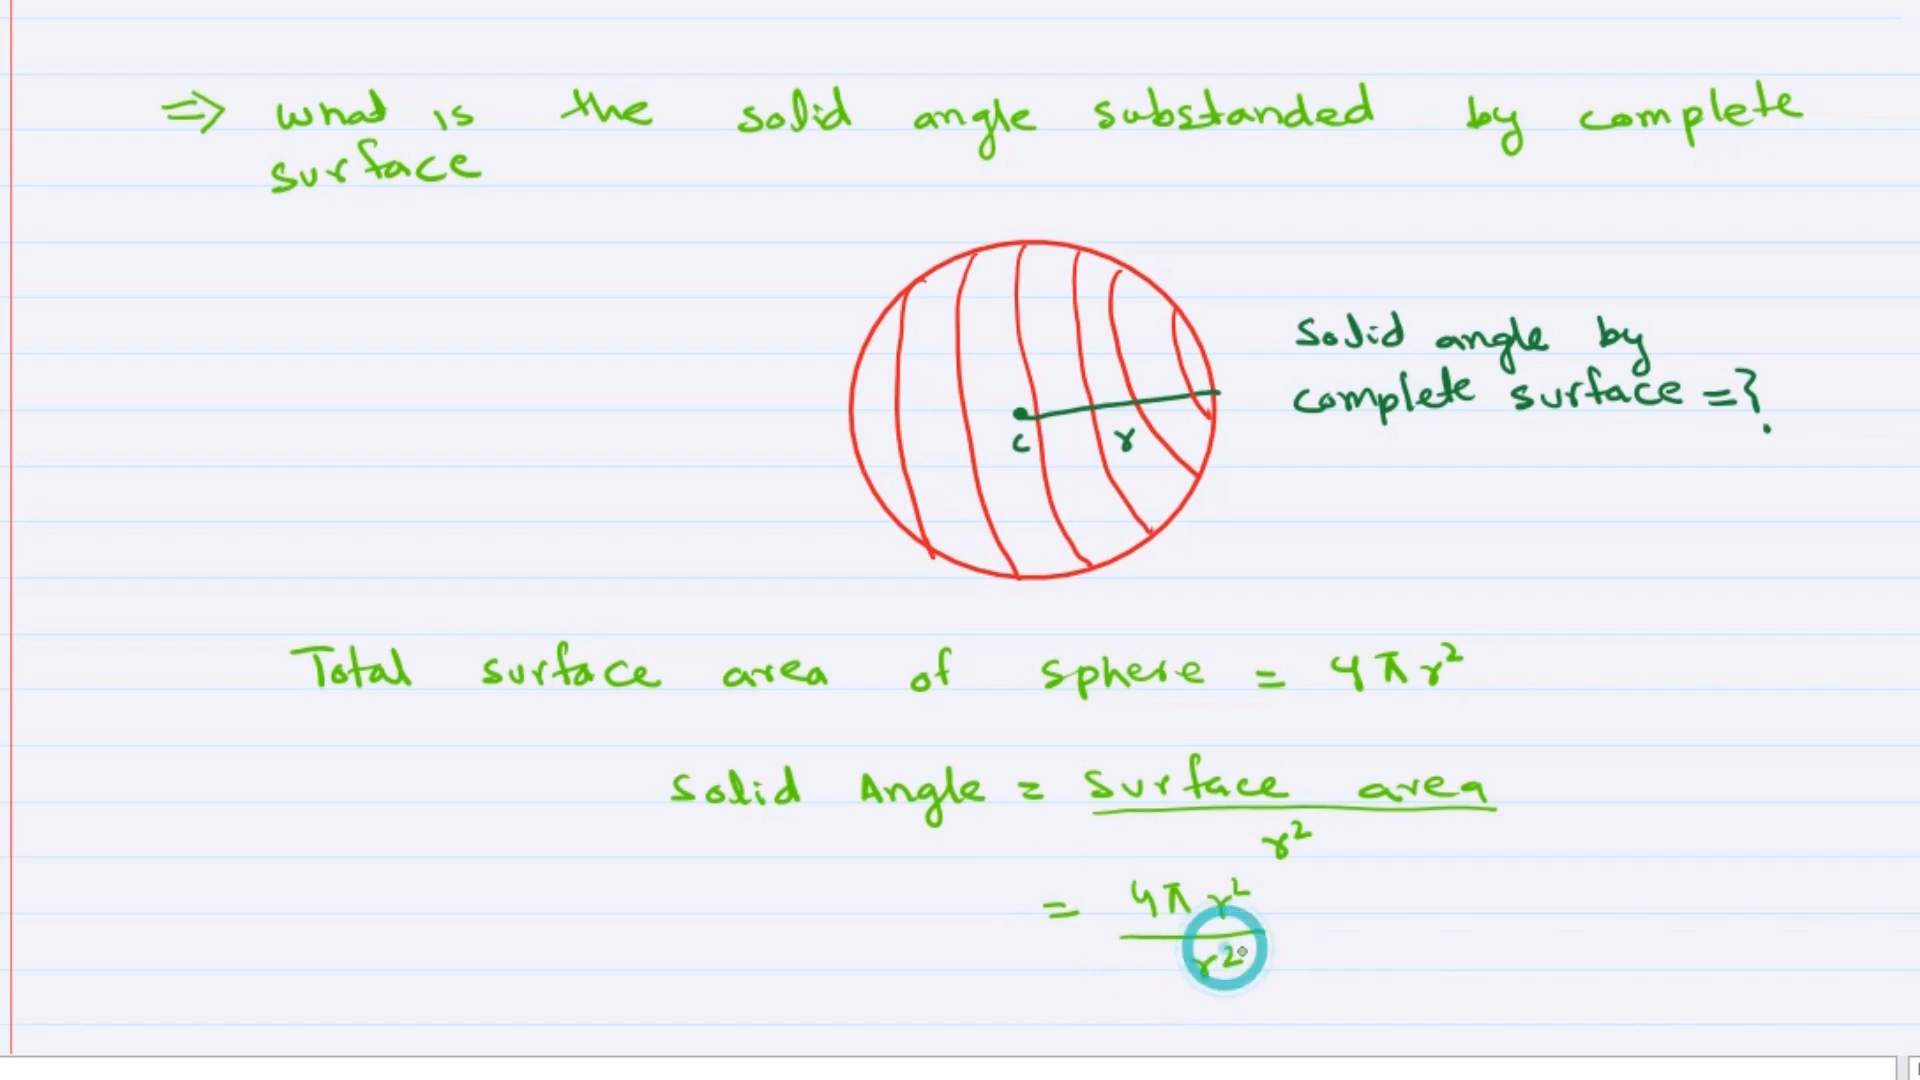 ⇒ what is the solid angle substanded by complete
surface
solid angle by
complete surface = ?
c r
Total surface area of sphere = 4πr²
Solid Angle = Surface area
r²
= 4πr²
r²